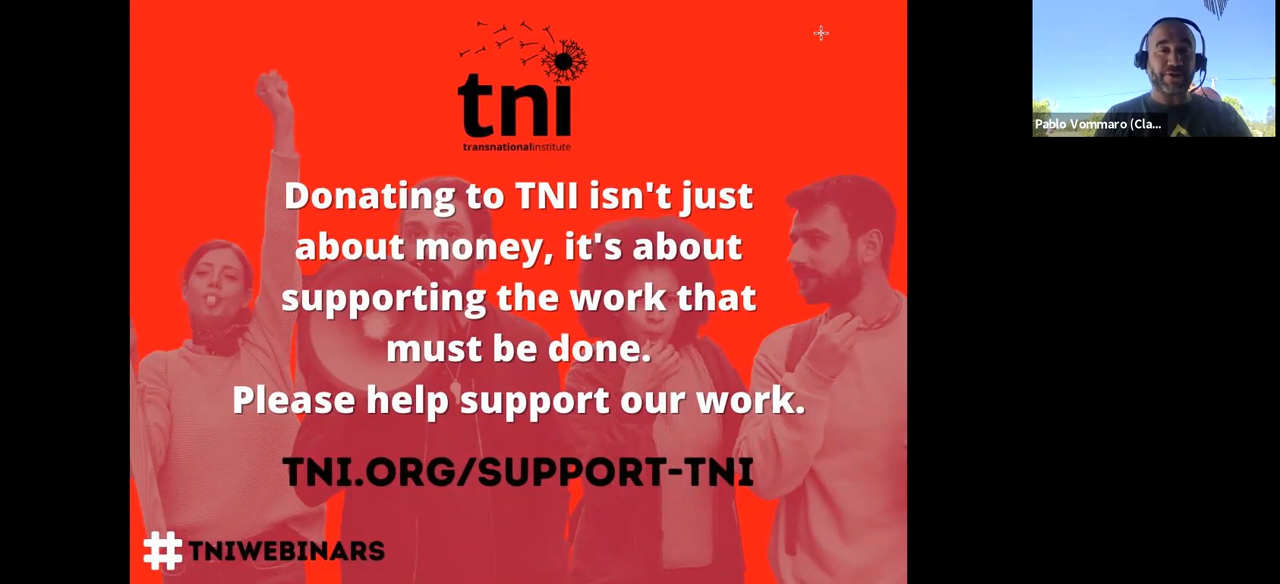 tni
transnationalinstitute
Donating to TNI isn't just
about money, it's about
supporting the work that
must be done.
Please help support our work.
TNI.ORG/SUPPORT-TNI
#TNIWEBINARS
Pablo Vommaro (Cla...